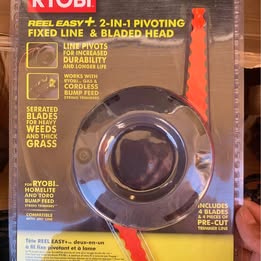 RYOBI
REEL EASY+ 2-IN-1 PIVOTING
FIXED LINE & BLADED HEAD
LINE PIVOTS
FOR INCREASED
DURABILITY
AND LONGER LIFE
WORKS WITH
RYOBI GAS &
CORDLESS
BUMP FEED
STRING TRIMMERS
SERRATED
BLADES
FOR HEAVY
WEEDS
AND THICK
GRASS
FOR RYOBI,
HOMELITE
AND TORO
BUMP FEED
STRING TRIMMERS
COMPATIBLE
INCLUDES
4 BLADES
& 4 PIECES OF
PRE-CUT
TRIMMER LINE
Tête REEL EASY+ deux-en-un
à fil fixe pivotant et à lame